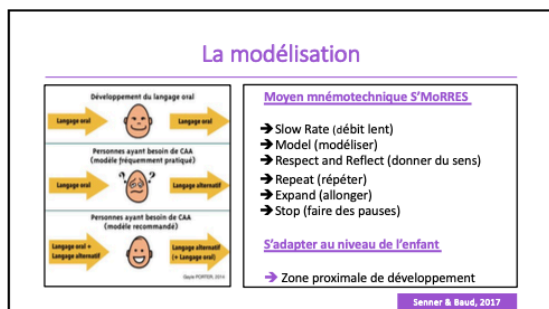 La modélisation
Développement du langage oral
Langage oral
Langage oral
Personnes ayant besoin de CAA
(modèle fréquemment pratiqué)
Langage oral
Langage alternatif
Personnes ayant besoin de CAA
(modèle recommandé)
Langage oral +
Langage alternatif
Langage alternatif
(+ Langage oral)
Gayle PORTER, 2014
Moyen mnémotechnique S'MoRRES
➔Slow Rate (débit lent)
➔Model (modéliser)
➔Respect and Reflect (donner du sens)
➔Repeat (répéter)
➔Expand (allonger)
➔Stop (faire des pauses)
S'adapter au niveau de l'enfant
➔ Zone proximale de développement
Senner & Baud, 2017